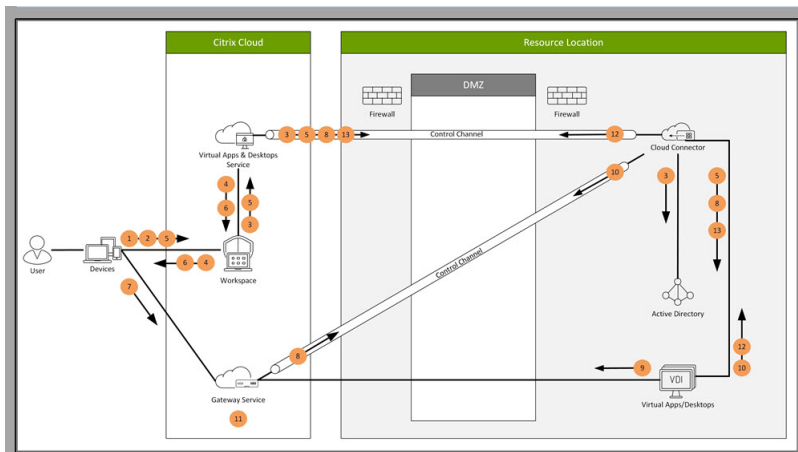 Citrix Cloud
Resource Location
DMZ
Firewall
Firewall
3 5 8 13
Control Channel
12
Virtual Apps & Desktops
Service
Cloud Connector
10
4
6
5
3
3
5
8
13
1 2 5
User
Devices
6 4
Workspace
Control Channel
7
Active Directory
8
12
10
9
VDI
Gateway Service
Virtual Apps/Desktops
11